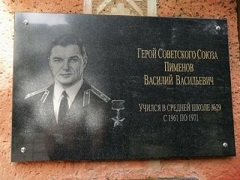 Герой Советского Союза
Пименов
Василий Васильевич
учился в средней школе №29
с 1961 по 1971